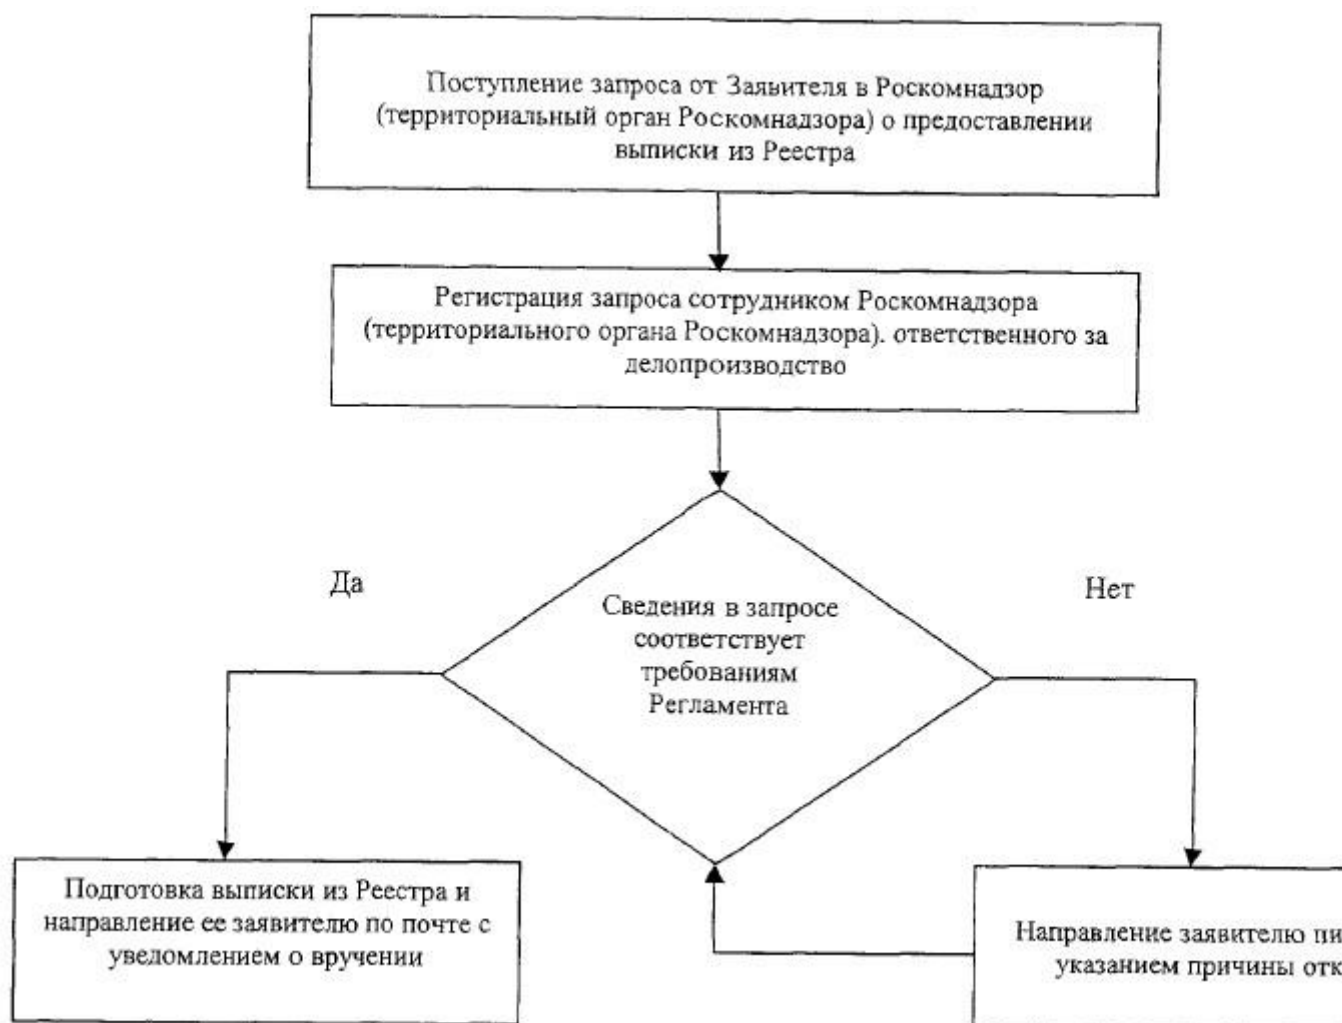 Поступление запроса от Заявителя в Роскомнадзор
(территориальный орган Роскомнадзора) о предоставлении
выписки из Реестра
Регистрация запроса сотрудником Роскомнадзора
(территориального органа Роскомнадзора). ответственного за
делопроизводство
Да
Нет
Сведения в запросе
соответствует
требованиям
Регламента
Подготовка выписки из Реестра и
направление ее заявителю по почте с
уведомлением о вручении
Направление заявителю
указанием причины